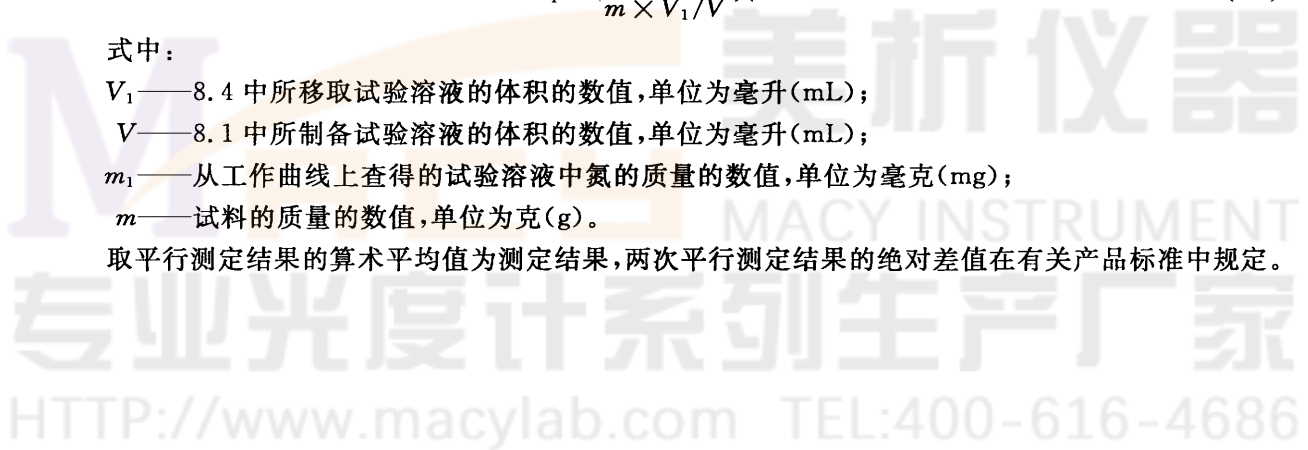 m×V₁/V
式中：
V₁——8.4 中所移取试验溶液的体积的数值,单位为毫升(mL)；
V——8.1 中所制备试验溶液的体积的数值,单位为毫升(mL)；
m₁——从工作曲线上查得的试验溶液中氮的质量的数值,单位为毫克(mg)；
m——试料的质量的数值,单位为克(g)。
取平行测定结果的算术平均值为测定结果,两次平行测定结果的绝对差值在有关产品标准中规定。
美析仪器
MACY INSTRUMENT
专业光度计系列生产厂家
HTTP://www.macylab.com TEL:400-616-4686